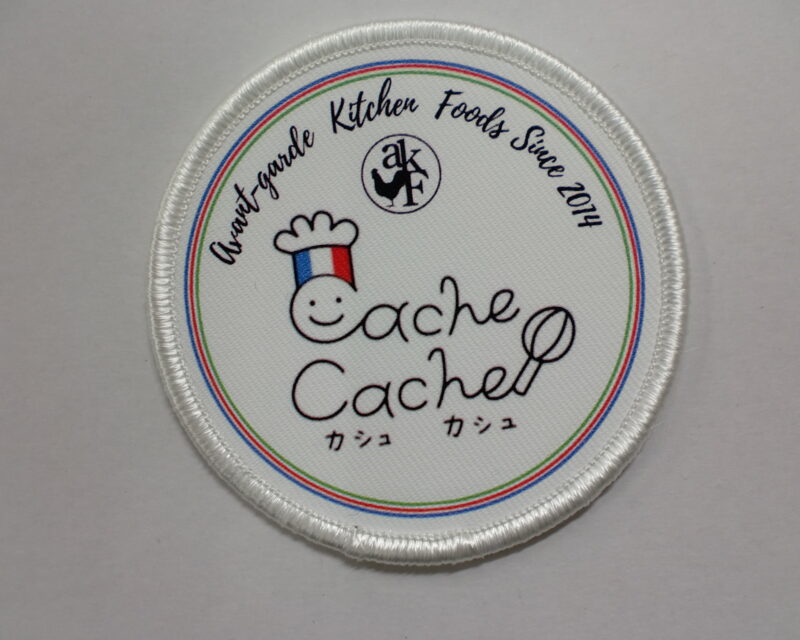 Avant-garde Kitchen Foods Since 2014
akF
Cache
Cache
カシュ カシュ